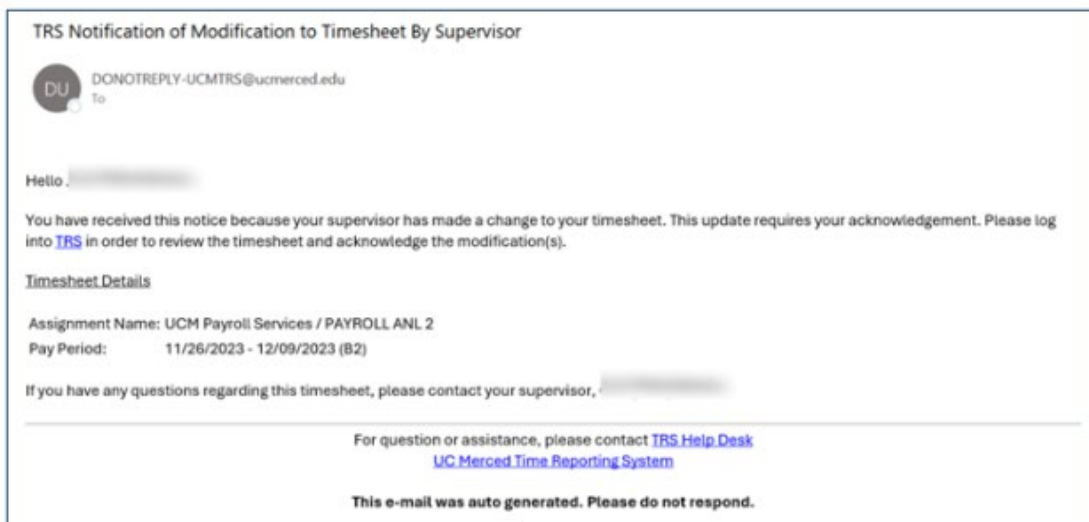 TRS Notification of Modification to Timesheet By Supervisor
DU
DONOTREPLY-UCMTRS@ucmerced.edu
To
Hello
You have received this notice because your supervisor has made a change to your timesheet. This update requires your acknowledgement. Please log
into TRS in order to review the timesheet and acknowledge the modification(s).
Timesheet Details
Assignment Name: UCM Payroll Services / PAYROLL ANL 2
Pay Period: 11/26/2023 - 12/09/2023 (B2)
If you have any questions regarding this timesheet, please contact your supervisor,
For question or assistance, please contact TRS Help Desk
UC Merced Time Reporting System
This e-mail was auto generated. Please do not respond.